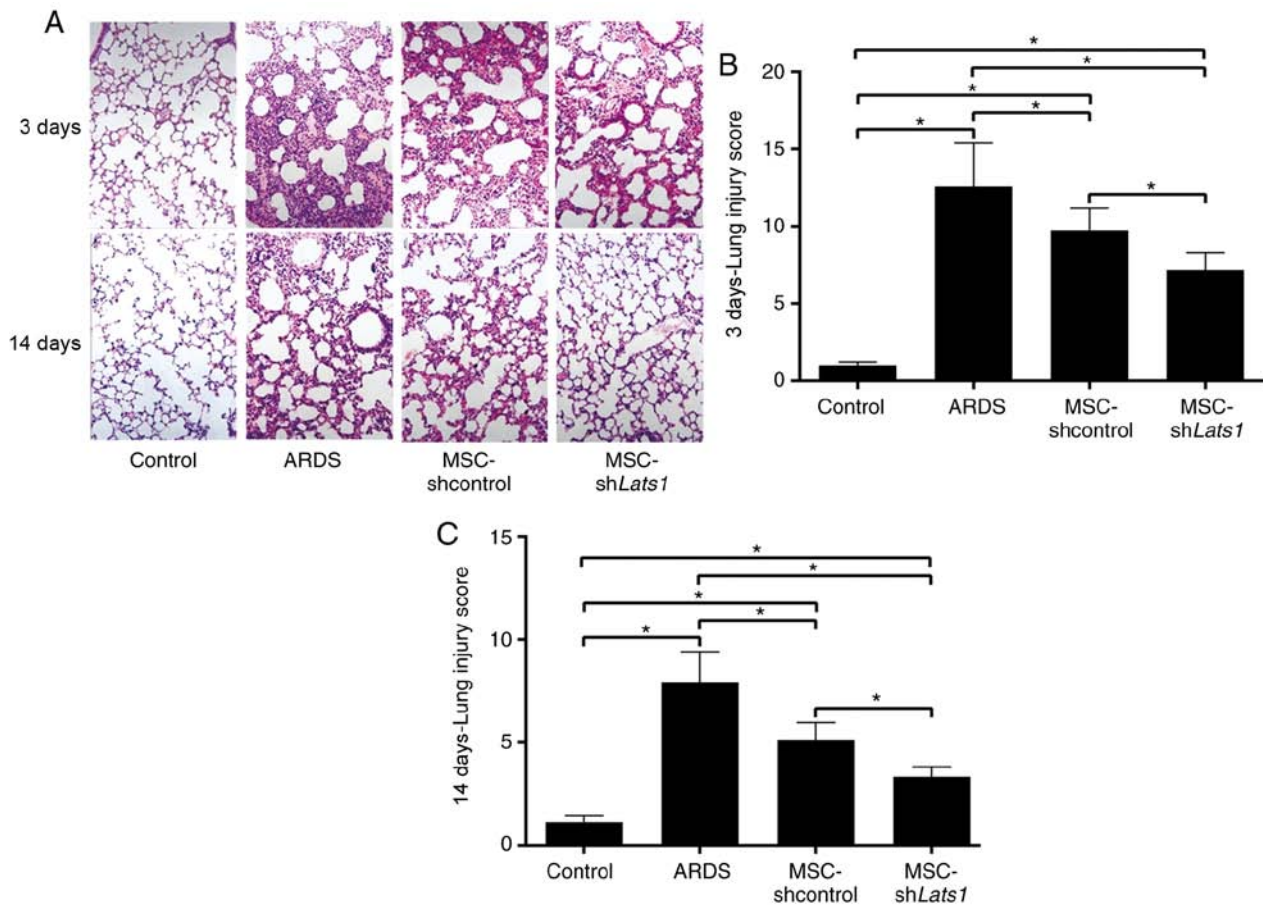 A
3 days
14 days
Control
ARDS
MSC-
shcontrol
MSC-
shLats1
B
3 days-Lung injury score
20
15
10
5
0
*
*
*
*
*
*
Control
ARDS
MSC-
shcontrol
MSC-
shLats1
C
14 days-Lung injury score
15
10
5
0
*
*
*
*
*
*
Control
ARDS
MSC-
shcontrol
MSC-
shLats1